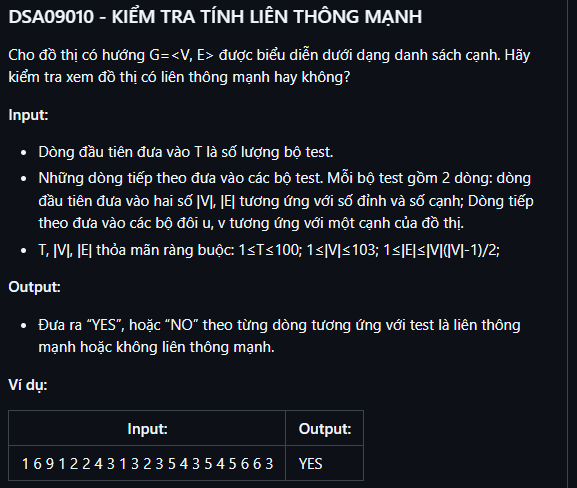 DSA09010 - KIỂM TRA TÍNH LIÊN THÔNG MẠNH
Cho đồ thị có hướng G=<V, E> được biểu diễn dưới dạng danh sách cạnh. Hãy
kiểm tra xem đồ thị có liên thông mạnh hay không?
Input:
• Dòng đầu tiên đưa vào T là số lượng bộ test.
• Những dòng tiếp theo đưa vào các bộ test. Mỗi bộ test gồm 2 dòng: dòng
đầu tiên đưa vào hai số |V|, |E| tương ứng với số đỉnh và số cạnh; Dòng tiếp
theo đưa vào các bộ đôi u, v tương ứng với một cạnh của đồ thị.
• T, |V|, |E| thỏa mãn ràng buộc: 1≤T≤100; 1≤|V|≤103; 1≤|E|≤|V|(|V|-1)/2;
Output:
• Đưa ra “YES”, hoặc “NO” theo từng dòng tương ứng với test là liên thông
mạnh hoặc không liên thông mạnh.
Ví dụ:
Input: Output:
1 6 9 1 2 2 4 3 1 3 2 3 5 4 3 5 4 5 6 6 3 YES